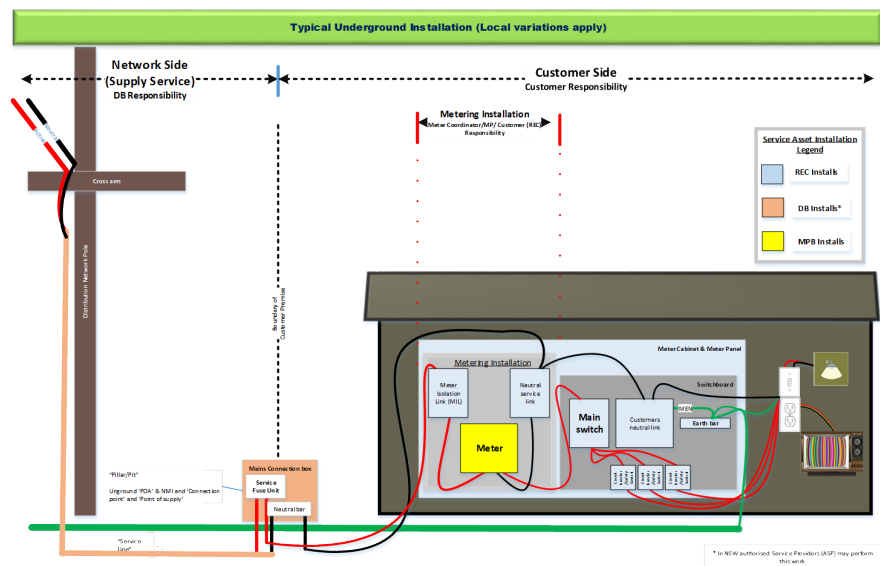 Typical Underground Installation (Local variations apply)
Network Side
(Supply Service)
DB Responsibility
Customer Side
Customer Responsibility
Metering Installation
Meter Coordinator/MP/ Customer (REC)
Responsibility
Service Asset Installation
Legend
REC Installs
DB Installs*
MPB Installs
Active
Neutral
Cross arm
Distribution Network Pole
Boundary of
Customer Premise
Meter Cabinet & Meter Panel
Metering Installation
Switchboard
Meter
Isolation
Link (MIL)
Neutral
service
link
Meter
Main
switch
Customers
neutral link
MEN
Earth bar
"Piller/Pit"
Unground 'POA' & NMI and 'Connection
point' and 'Point of supply'
Mains Connection box
Service
Fuse Unit
Neutral bar
"Service
Line"
* In NSW authorised Service Providers (ASP) may perform
this work.